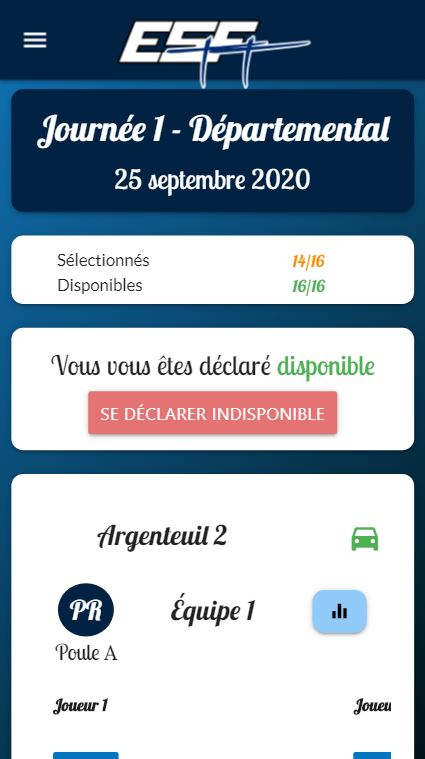 ESFTT
Journée 1 - Départemental
25 septembre 2020
Sélectionnés 14/16
Disponibles 16/16
Vous vous êtes déclaré disponible
SE DÉCLARER INDISPONIBLE
Argenteuil 2
PR Équipe 1
Poule A
Joueur 1 Joueu